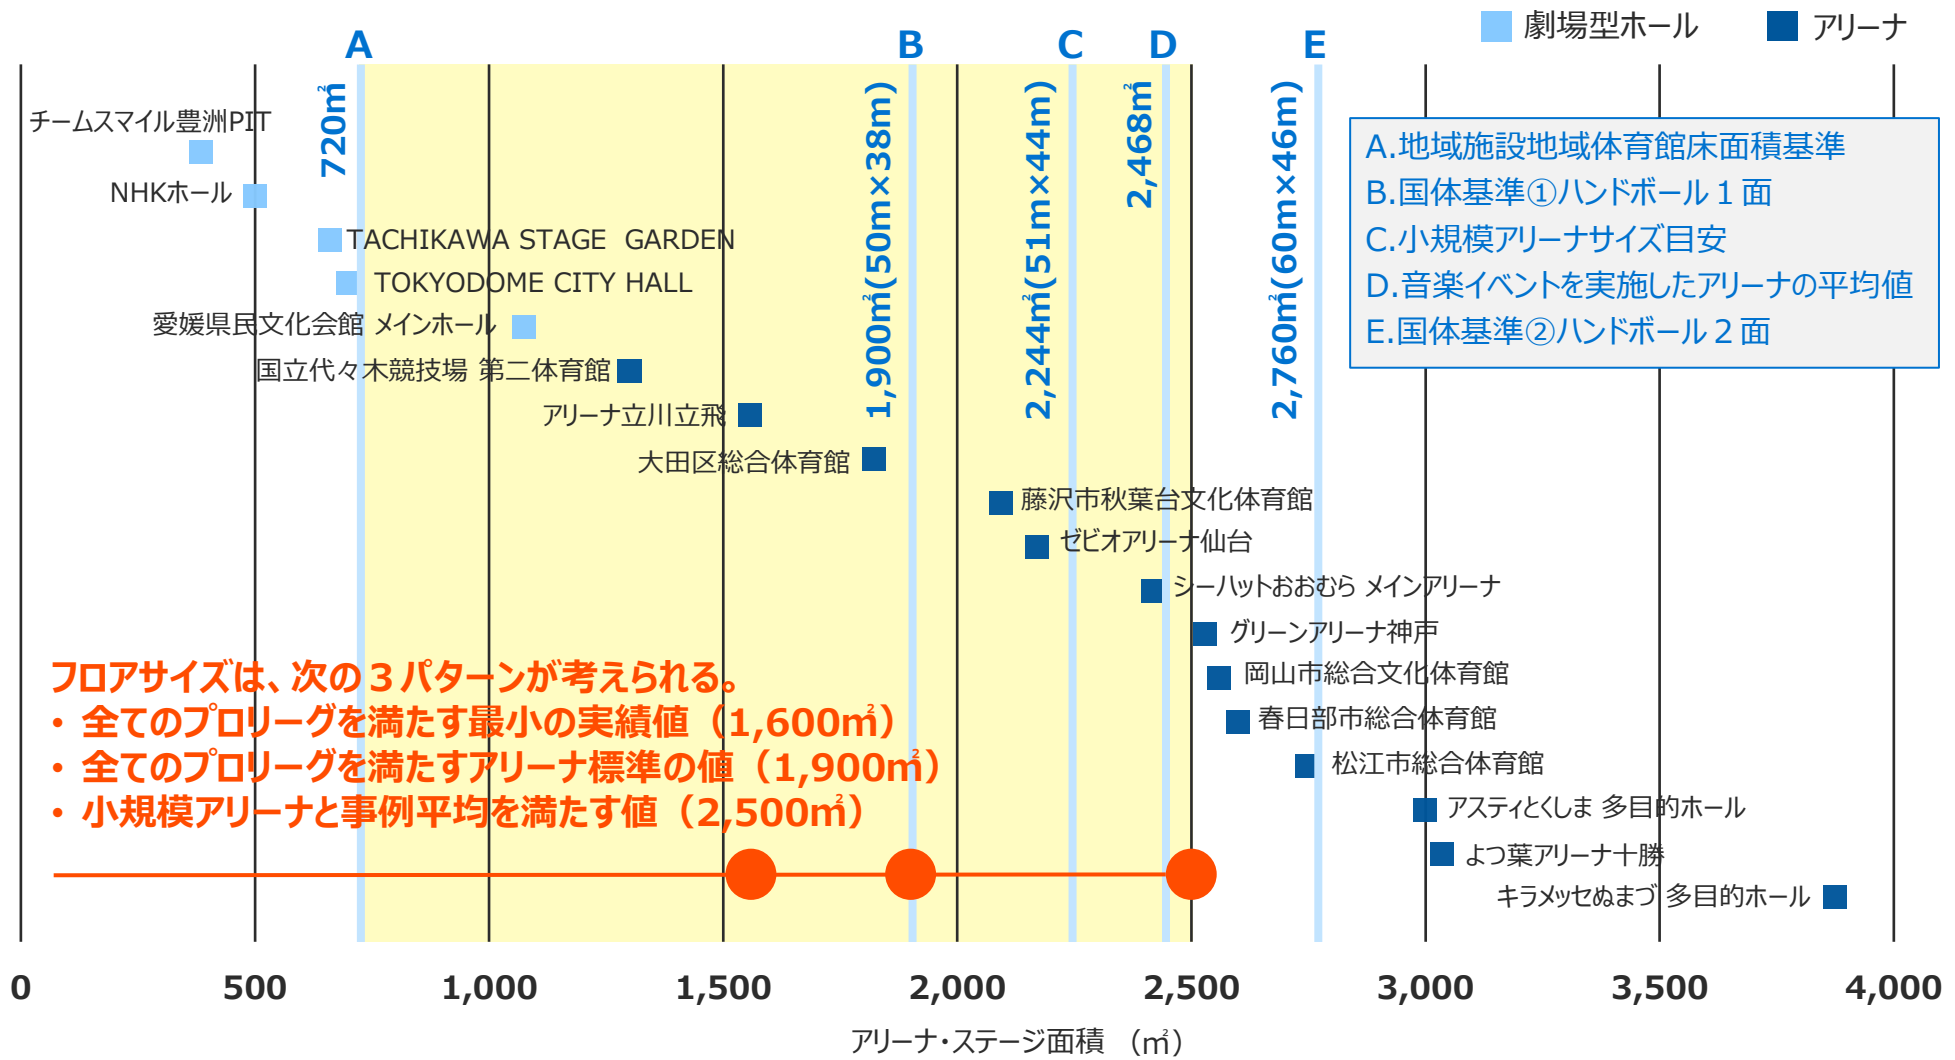 劇場型ホール
アリーナ
A
B
C
D
E
720㎡
1,900㎡(50m×38m)
2,244㎡(51m×44m)
2,468㎡
2,760㎡(60m×46m)
A.地域施設地域体育館床面積基準
B.国体基準①ハンドボール１面
C.小規模アリーナサイズ目安
D.音楽イベントを実施したアリーナの平均値
E.国体基準②ハンドボール２面
チームスマイル豊洲PIT
NHKホール
TACHIKAWA STAGE GARDEN
TOKYODOME CITY HALL
愛媛県民文化会館 メインホール
国立代々木競技場 第二体育館
アリーナ立川立飛
大田区総合体育館
藤沢市秋葉台文化体育館
ゼビオアリーナ仙台
シーハットおおむら メインアリーナ
グリーンアリーナ神戸
岡山市総合文化体育館
春日部市総合体育館
松江市総合体育館
アスティとくしま 多目的ホール
よつ葉アリーナ十勝
キラメッセぬまづ 多目的ホール
フロアサイズは、次の３パターンが考えられる。
• 全てのプロリーグを満たす最小の実績値（1,600㎡）
• 全てのプロリーグを満たすアリーナ標準の値（1,900㎡）
• 小規模アリーナと事例平均を満たす値（2,500㎡）
0
500
1,000
1,500
2,000
2,500
3,000
3,500
4,000
アリーナ・ステージ面積 （㎡）